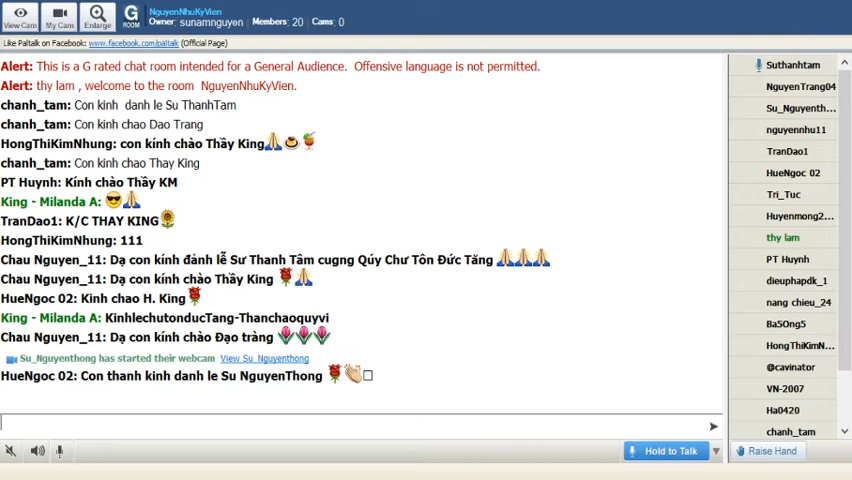 View Cam
My Cam
Enlarge
G
ROOM
NguyenNhuKyVien
Owner: sunamnguyen Members: 20 Cams: 0
Like Paltalk on Facebook: www.facebook.com/paltalk (Official Page)
Alert: This is a G rated chat room intended for a General Audience. Offensive language is not permitted.
Alert: thy lam , welcome to the room NguyenNhuKyVien.
chanh_tam: Con kinh danh le Su ThanhTam
chanh_tam: Con kinh chao Dao Trang
HongThiKimNhung: con kính chào Thầy King🙏🍮🍹
chanh_tam: Con kinh chao Thay King
PT Huynh: Kính chào Thầy KM
King - Milanda A: 😎🙏
TranDao1: K/C THAY KING🌻
HongThiKimNhung: 111
Chau Nguyen_11: Dạ con kính đảnh lễ Sư Thanh Tâm cugng Qúy Chư Tôn Đức Tăng 🙏🙏🙏
Chau Nguyen_11: Dạ con kính chào Thầy King 🌹🙏
HueNgoc 02: Kinh chao H. King🌹
King - Milanda A: KinhlechutonducTang-Thanchaoquyvi
Chau Nguyen_11: Dạ con kính chào Đạo tràng 🌷🌷🌷
Su_Nguyenthong has started their webcam View Su_Nguyenthong
HueNgoc 02: Con thanh kinh danh le Su NguyenThong 🌹👏□
Hold to Talk
Suthanhtam
NguyenTrang04
Su_Nguyenth...
nguyennhu11
TranDao1
HueNgoc 02
Tri_Tuc
Huyenmong2...
thy lam
PT Huynh
dieuphapdk_1
nang chieu_24
Ba5Ong5
HongThiKimN...
@cavinator
VN-2007
Ha0420
chanh_tam
Raise Hand